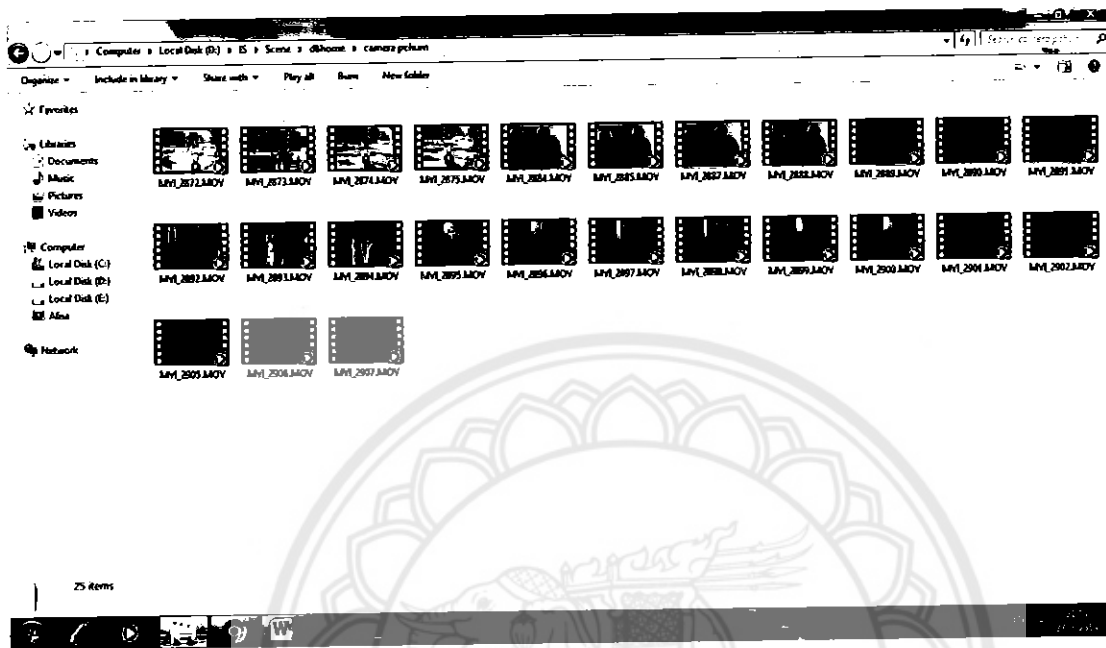 Computer ▸ Local Disk (D:) ▸ IS ▸ Scene ▸ ▸ camera
Organize Include in library Share with Play all Burn New folder
Favorites
Libraries
Documents
Music
Pictures
Videos
Computer
Local Disk (C:)
Local Disk (D:)
Local Disk (E:)
Alisa
Network
MVI_2872.MOV MVI_2873.MOV MVI_2874.MOV MVI_2875.MOV MVI_2884.MOV MVI_2885.MOV MVI_2887.MOV MVI_2888.MOV MVI_2889.MOV MVI_2890.MOV MVI_2891.MOV
MVI_2892.MOV MVI_2893.MOV MVI_2894.MOV MVI_2895.MOV MVI_2896.MOV MVI_2897.MOV MVI_2898.MOV MVI_2899.MOV MVI_2900.MOV MVI_2901.MOV MVI_2902.MOV
MVI_2905.MOV MVI_2906.MOV MVI_2907.MOV
25 items